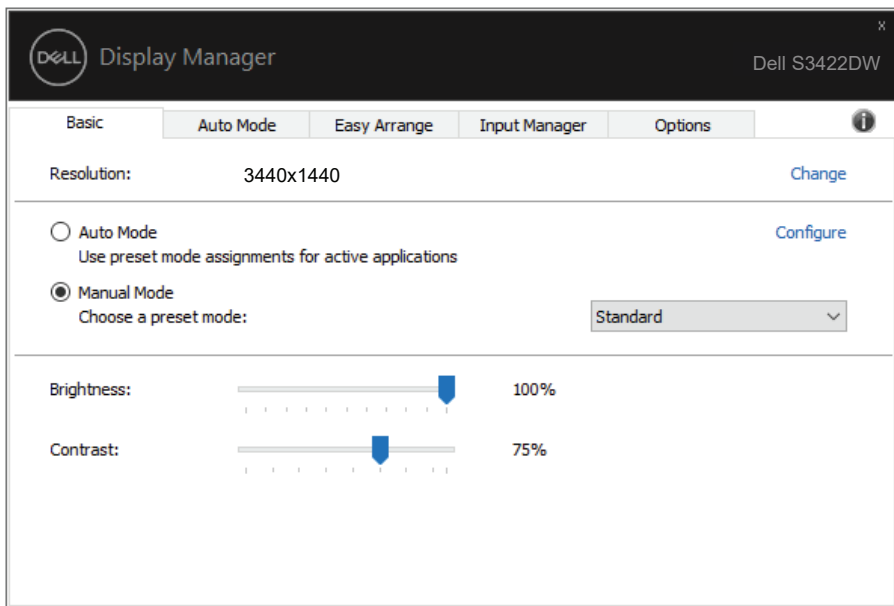 x
DELL Display Manager
Dell S3422DW
Basic Auto Mode Easy Arrange Input Manager Options i
Resolution: 3440x1440 Change
Auto Mode Configure
Use preset mode assignments for active applications
Manual Mode
Choose a preset mode: Standard
Brightness: 100%
Contrast: 75%